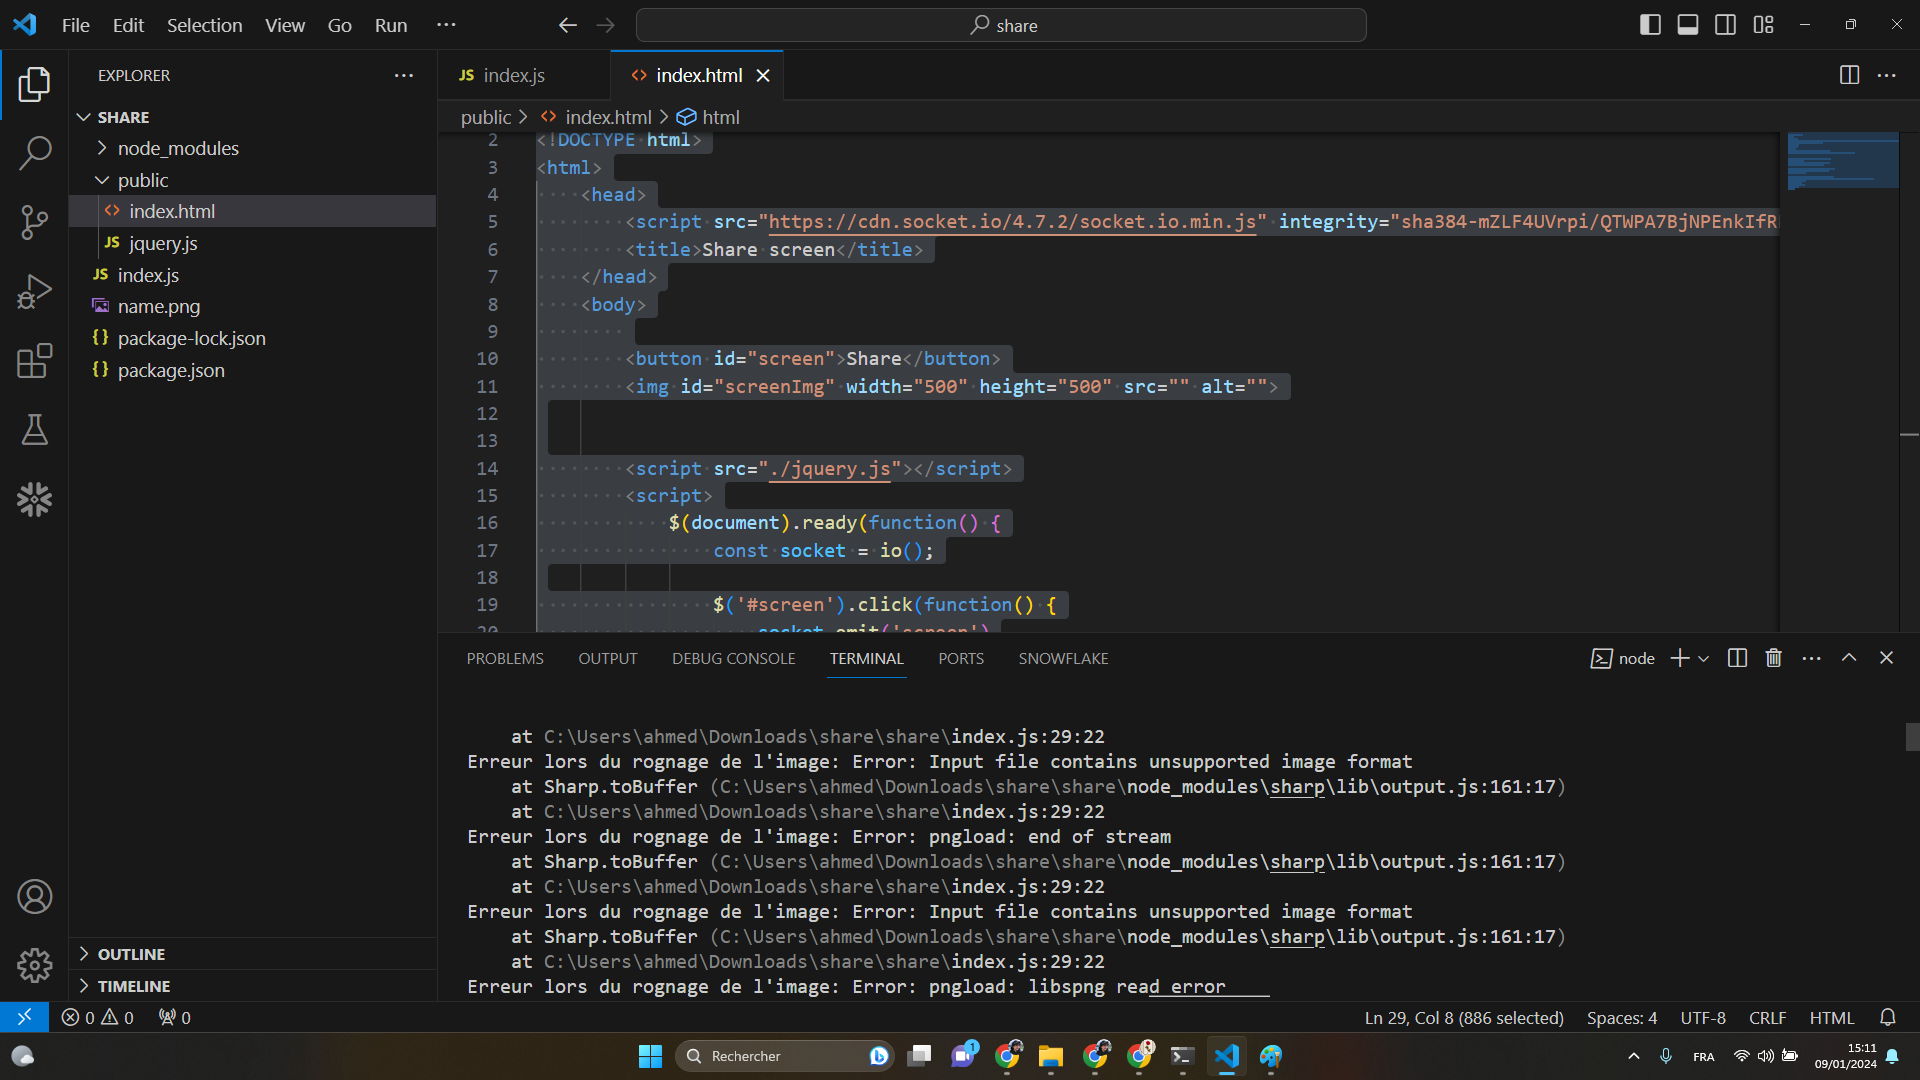 File Edit Selection View Go Run ···
share
EXPLORER
SHARE
node_modules
public
index.html
JS jquery.js
JS index.js
name.png
{} package-lock.json
{} package.json
OUTLINE
TIMELINE
JS index.js
index.html
public > index.html > html
2 <!DOCTYPE html>
3 <html>
4 <head>
5 <script src="https://cdn.socket.io/4.7.2/socket.io.min.js" integrity="sha384-mZLF4UVrpi/QTWPA7BjNPEnkIfR
6 <title>Share screen</title>
7 </head>
8 <body>
9
10 <button id="screen">Share</button>
11 <img id="screenImg" width="500" height="500" src="" alt="">
12
13
14 <script src="./jquery.js"></script>
15 <script>
16 $(document).ready(function() {
17 const socket = io();
18
19 $('#screen').click(function() {
20 socket.emit('screen')
PROBLEMS OUTPUT DEBUG CONSOLE TERMINAL PORTS SNOWFLAKE
node
at C:\Users\ahmed\Downloads\share\share\index.js:29:22
Erreur lors du rognage de l'image: Error: Input file contains unsupported image format
at Sharp.toBuffer (C:\Users\ahmed\Downloads\share\share\node_modules\sharp\lib\output.js:161:17)
at C:\Users\ahmed\Downloads\share\share\index.js:29:22
Erreur lors du rognage de l'image: Error: pngload: end of stream
at Sharp.toBuffer (C:\Users\ahmed\Downloads\share\share\node_modules\sharp\lib\output.js:161:17)
at C:\Users\ahmed\Downloads\share\share\index.js:29:22
Erreur lors du rognage de l'image: Error: Input file contains unsupported image format
at Sharp.toBuffer (C:\Users\ahmed\Downloads\share\share\node_modules\sharp\lib\output.js:161:17)
at C:\Users\ahmed\Downloads\share\share\index.js:29:22
Erreur lors du rognage de l'image: Error: pngload: libspng read error
0 0 0
Ln 29, Col 8 (886 selected) Spaces: 4 UTF-8 CRLF HTML
Rechercher
1
FRA
15:11
09/01/2024